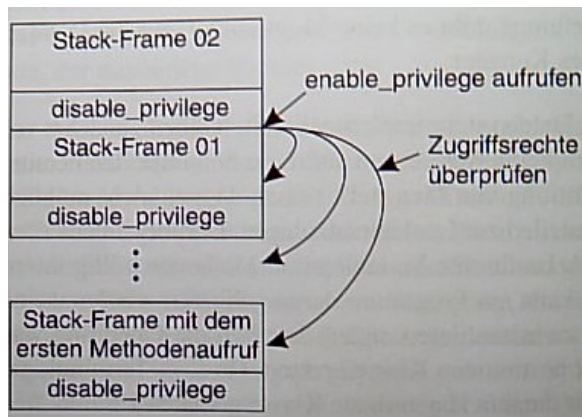 Stack-Frame 02
disable_privilege
enable_privilege aufrufen
Stack-Frame 01
Zugriffsrechte
überprüfen
disable_privilege
Stack-Frame mit dem
ersten Methodenaufruf
disable_privilege